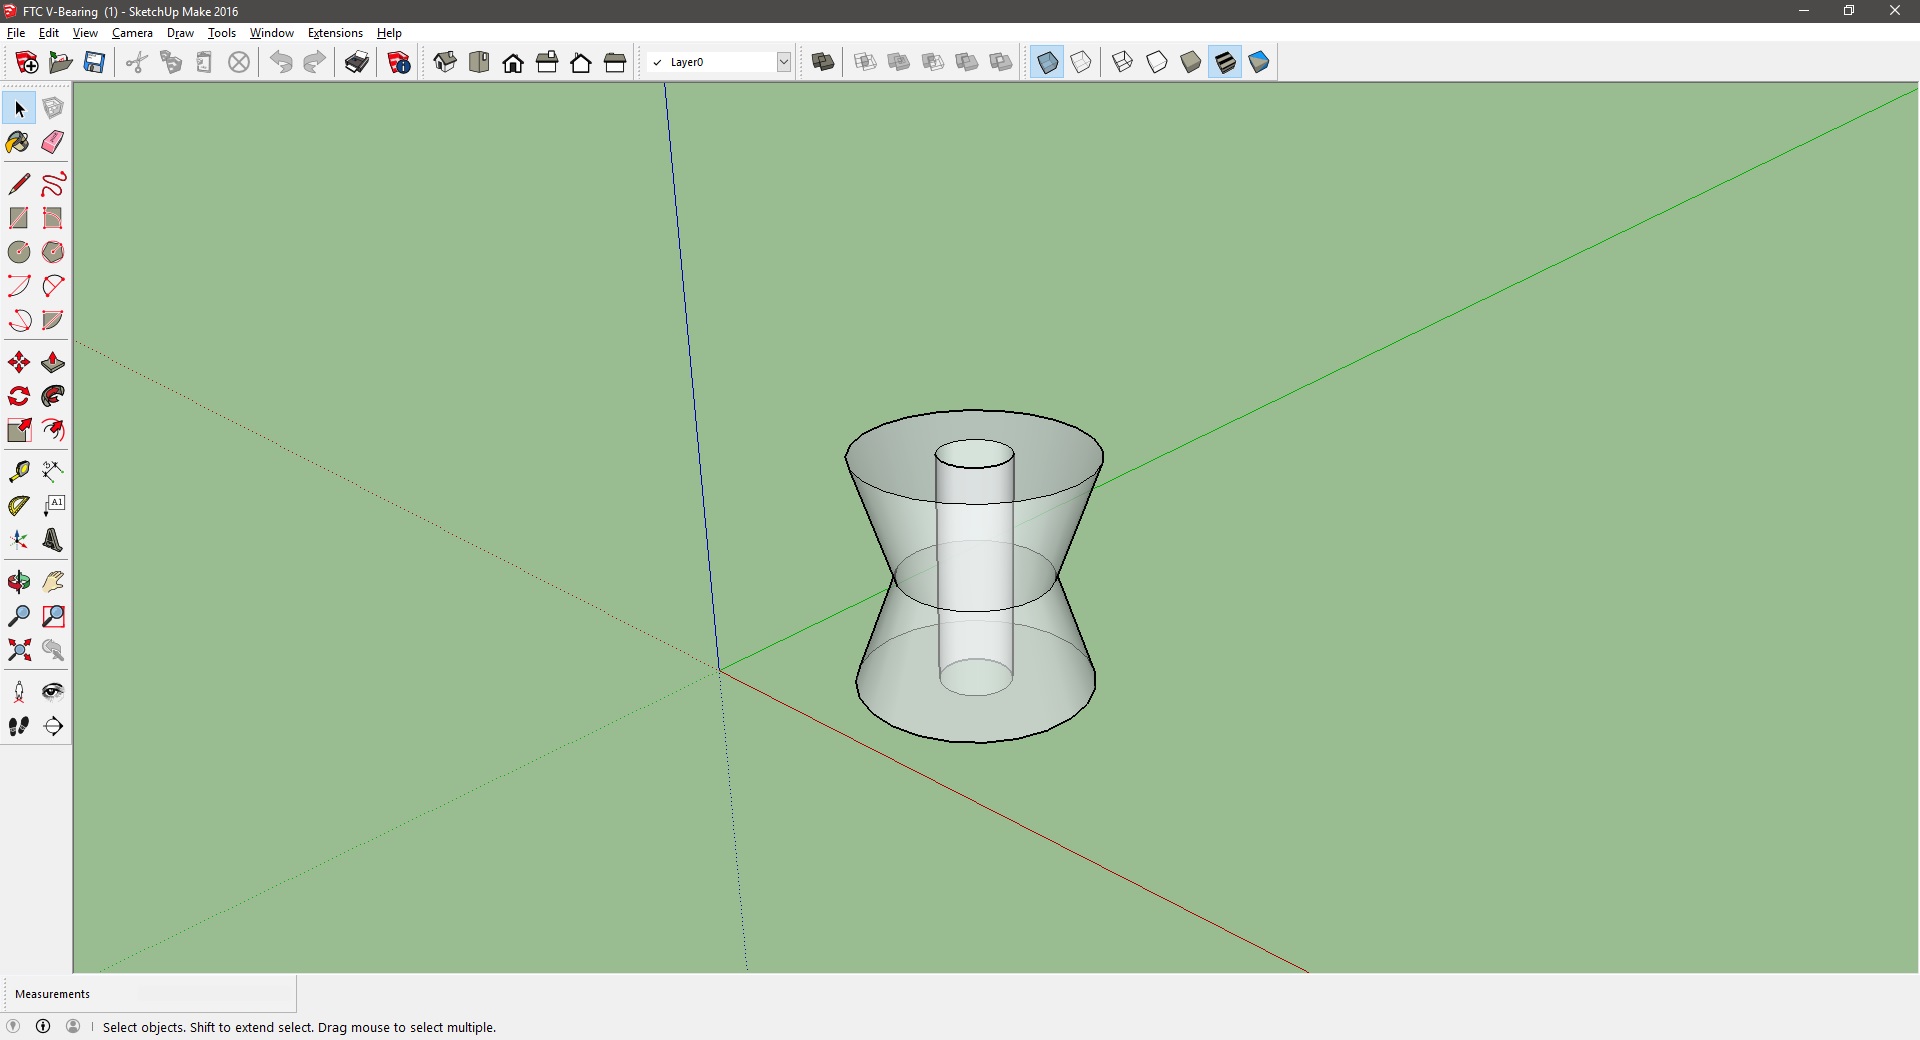 FTC V-Bearing (1) - SketchUp Make 2016
File Edit View Camera Draw Tools Window Extensions Help
Layer0
A1
Measurements
Select objects. Shift to extend select. Drag mouse to select multiple.